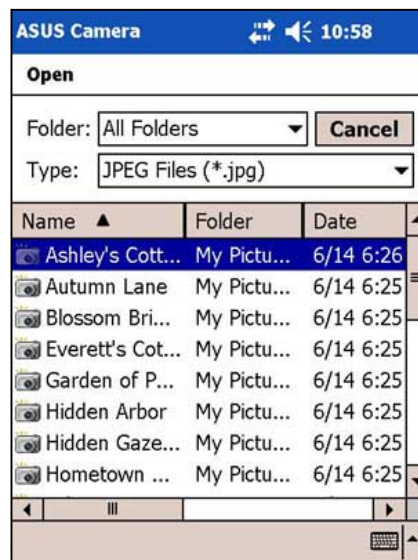 ASUS Camera 10:58
Open
Folder: All Folders Cancel
Type: JPEG Files (*.jpg)
Name Folder Date
Ashley's Cott... My Pictu... 6/14 6:26
Autumn Lane My Pictu... 6/14 6:25
Blossom Bri... My Pictu... 6/14 6:25
Everett's Cot... My Pictu... 6/14 6:25
Garden of P... My Pictu... 6/14 6:25
Hidden Arbor My Pictu... 6/14 6:25
Hidden Gaze... My Pictu... 6/14 6:25
Hometown ... My Pictu... 6/14 6:25